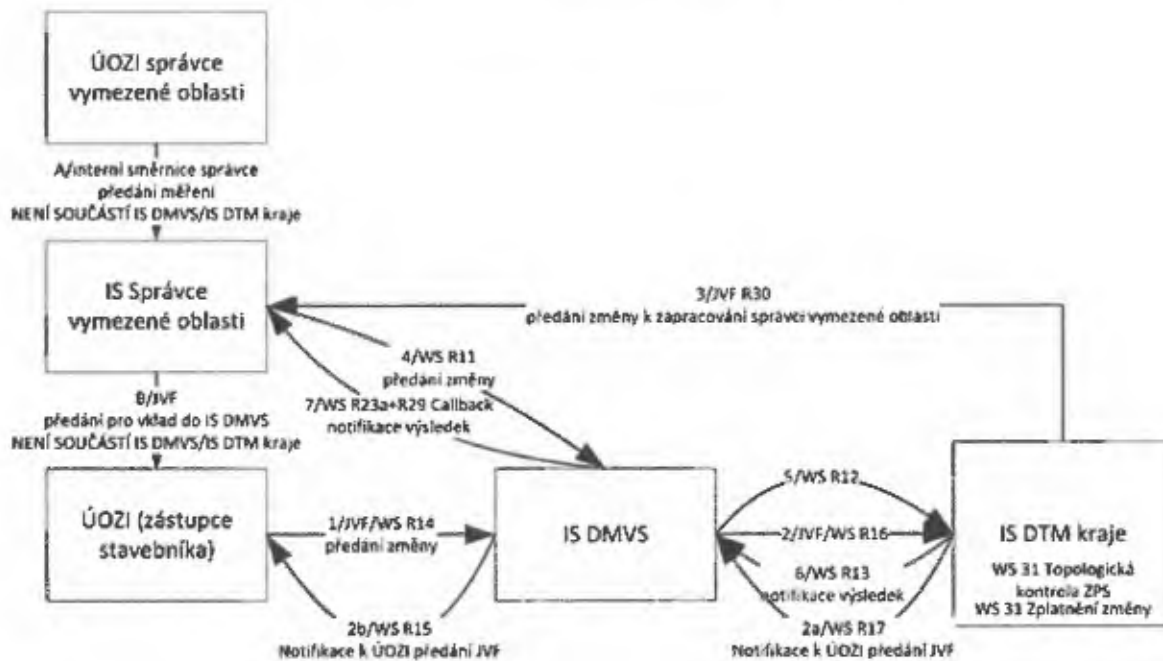 ÚOZI správce
vymezené oblasti
A/interní směrnice správce
předání měření
NENÍ SOUČÁSTÍ IS DMVS/IS DTM kraje
IS Správce
vymezené oblasti
3/JVF R30
předání změny k zapracování správci vymezené oblasti
4/WS R11
předání změny
7/WS R23a+R29 Callback
notifikace výsledek
B/JVF
předání pro vklad do IS DMVS
NENÍ SOUČÁSTÍ IS DMVS/IS DTM kraje
ÚOZI (zástupce
stavebníka)
1/JVF/WS R14
předání změny
IS DMVS
5/WS R12
2/JVF/WS R16
6/WS R13
notifikace výsledek
IS DTM kraje
WS 31 Topologická
kontrola ZPS
WS 31 Zplatnění změny
2b/WS R15
Notifikace k ÚOZI předání JVF
2a/WS R17
Notifikace k ÚOZI předání JVF